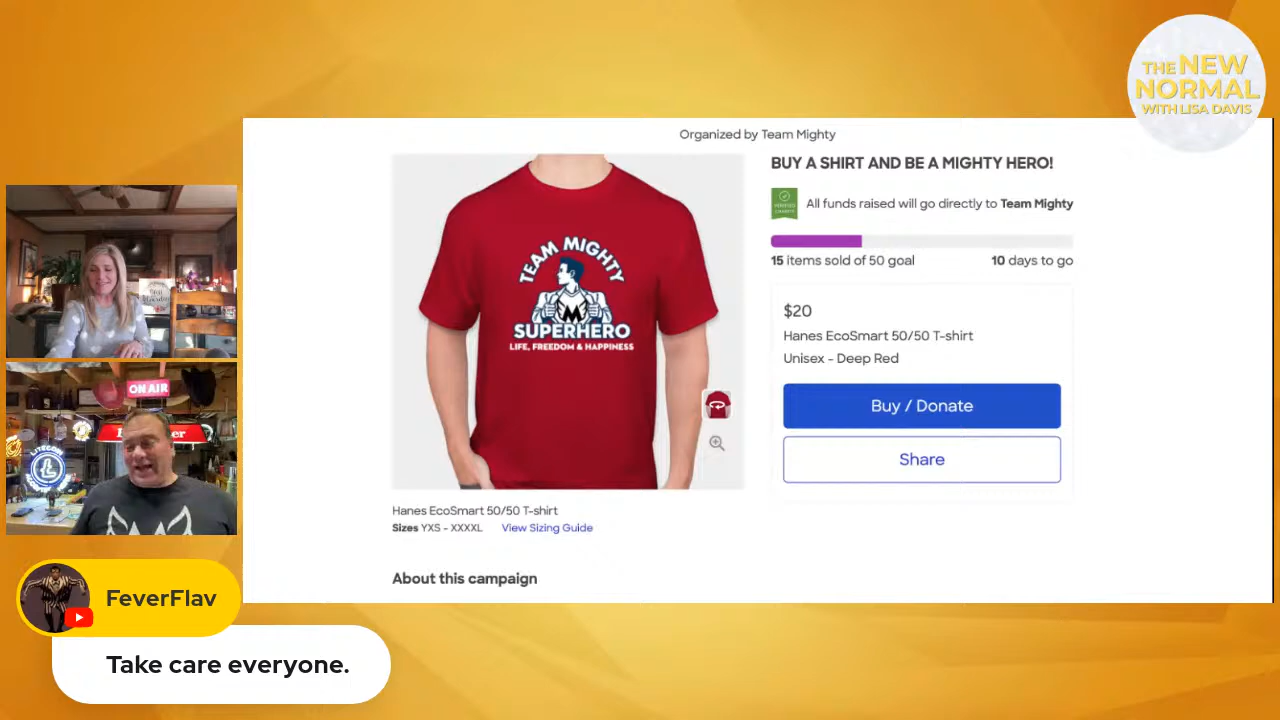 THE NEW
NORMAL
WITH LISA DAVIS
Organized by Team Mighty
BUY A SHIRT AND BE A MIGHTY HERO!
All funds raised will go directly to Team Mighty
15 items sold of 50 goal
10 days to go
$20
Hanes EcoSmart 50/50 T-shirt
Unisex - Deep Red
Buy / Donate
Share
TEAM MIGHTY
SUPERHERO
LIFE, FREEDOM & HAPPINESS
Hanes EcoSmart 50/50 T-shirt
Sizes YXS - XXXXL View Sizing Guide
About this campaign
ON AIR
LITECOIN
FeverFlav
Take care everyone.